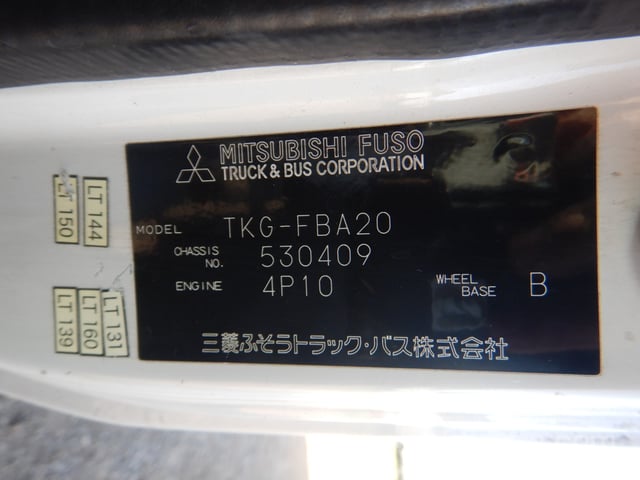 MITSUBISHI FUSO
TRUCK & BUS CORPORATION
MODEL TKG-FBA20
CHASSIS NO. 530409
ENGINE 4P10 WHEEL BASE B
三菱ふそうトラック・バス株式会社
LT 150
LT 144
LT 139
LT 160
LT 131